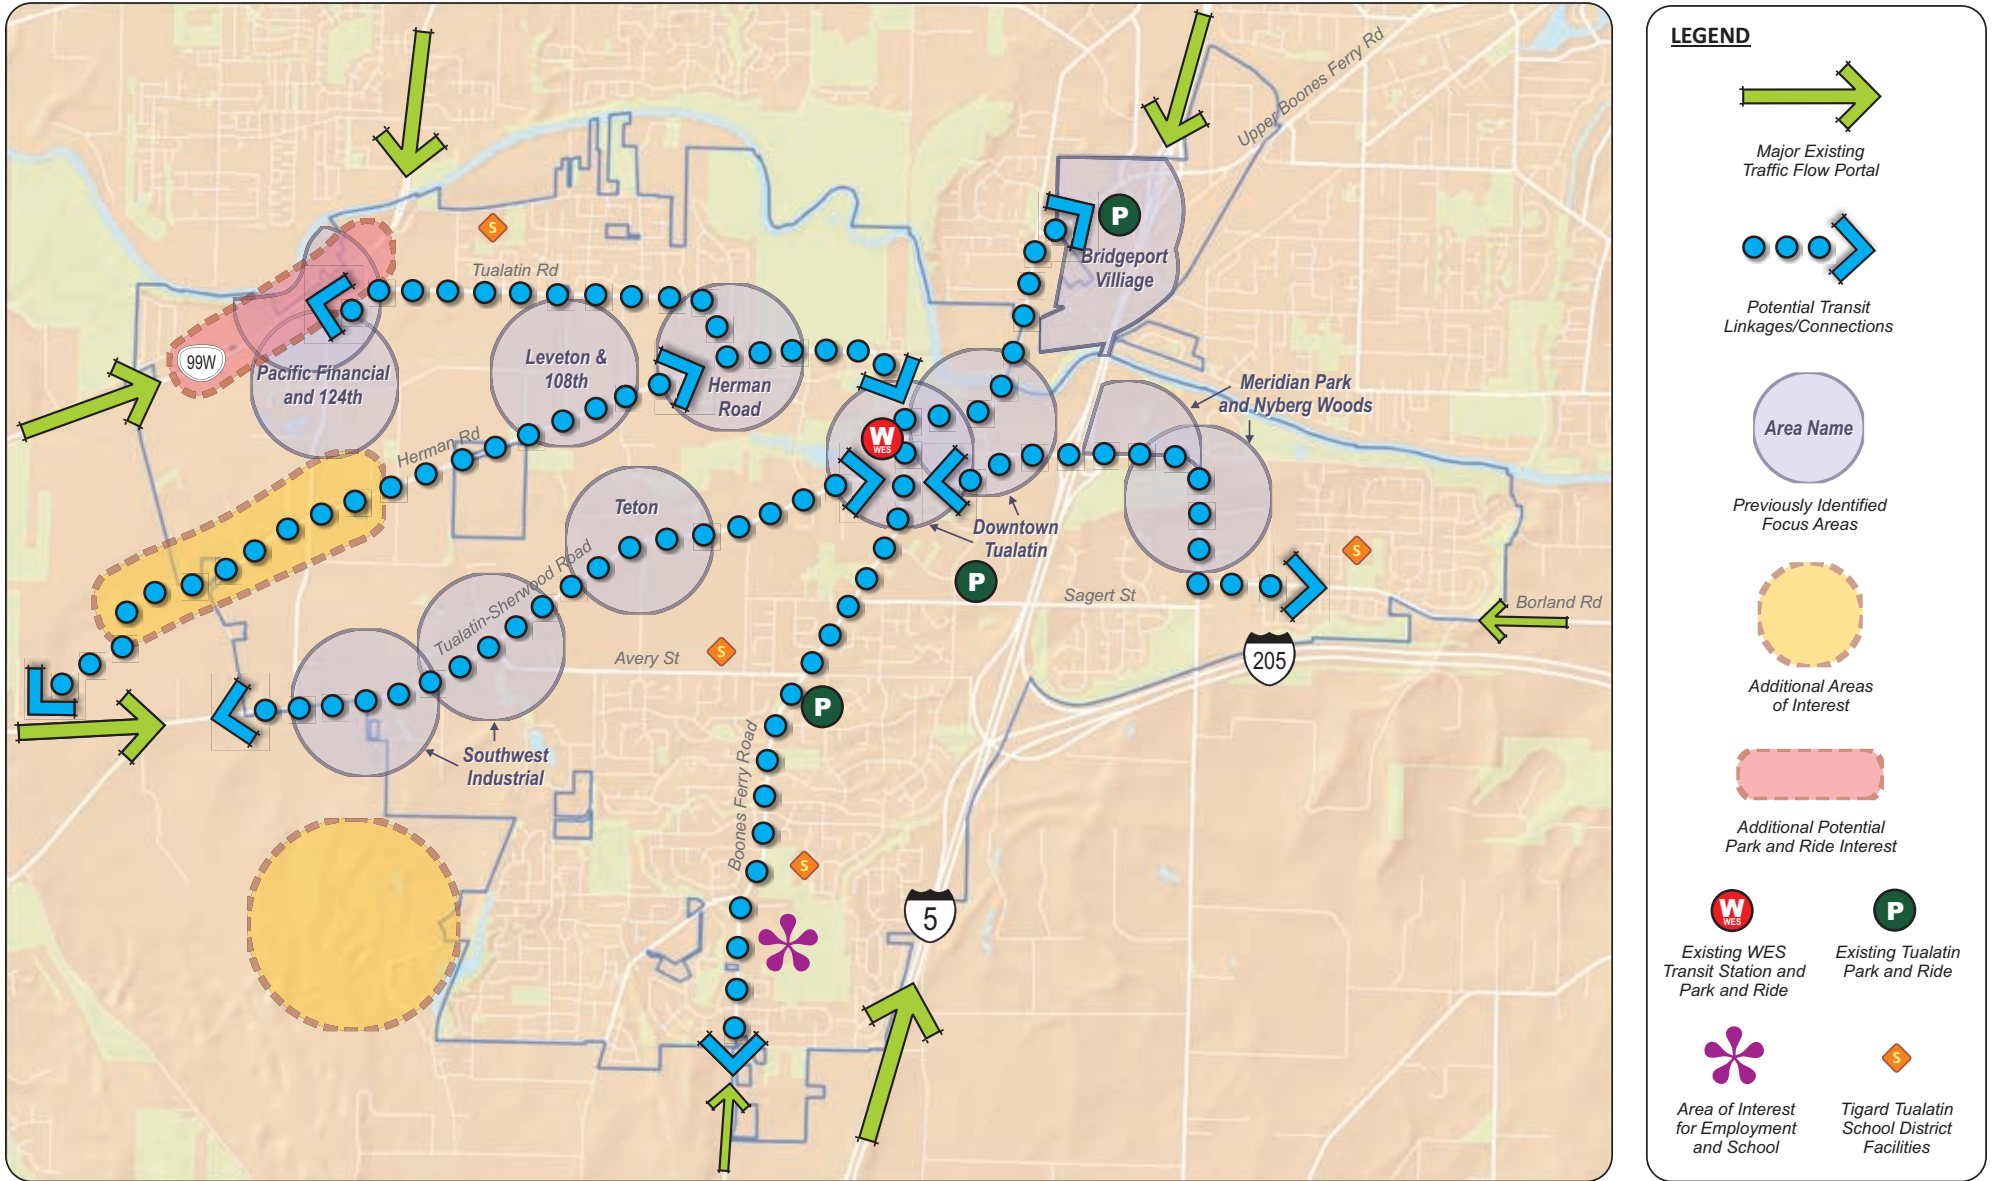 Upper Boones Ferry Rd
S
P
Bridgeport
Village
Tualatin Rd
99W
Pacific Financial
and 124th
Leveton &
108th
Herman
Road
Meridian Park
and Nyberg Woods
Herman Rd
W
WES
Teton
Downtown
Tualatin
P
S
Tualatin-Sherwood Road
Sagert St
Borland Rd
Avery St
S
205
P
Southwest
Industrial
Boones Ferry Road
S
5
LEGEND
Major Existing
Traffic Flow Portal
Potential Transit
Linkages/Connections
Area Name
Previously Identified
Focus Areas
Additional Areas
of Interest
Additional Potential
Park and Ride Interest
W
WES
Existing WES
Transit Station and
Park and Ride
P
Existing Tualatin
Park and Ride
Area of Interest
for Employment
and School
S
Tigard Tualatin
School District
Facilities